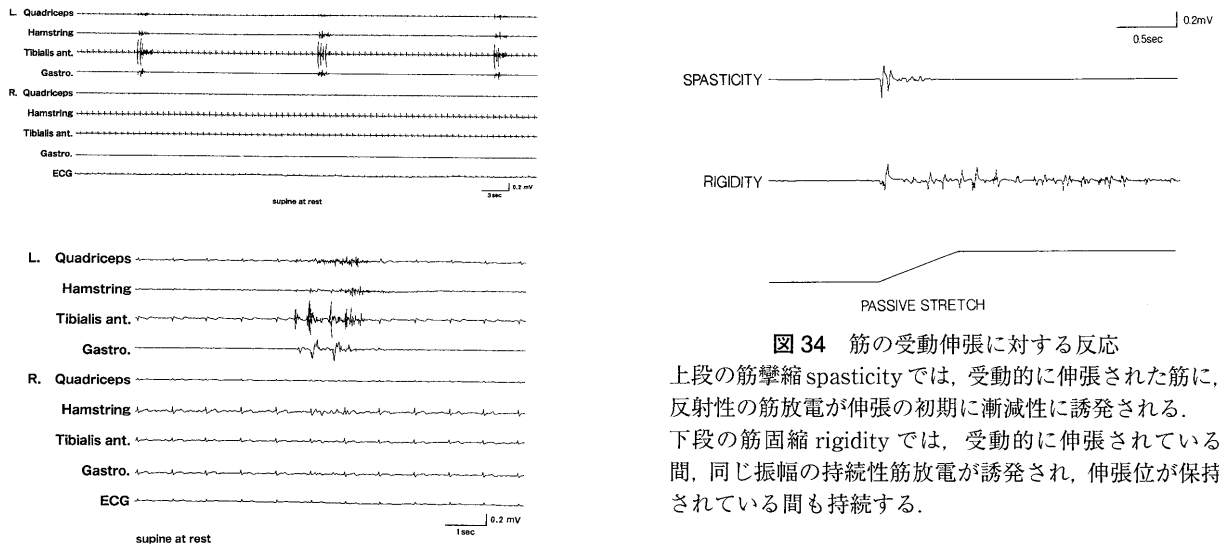 L. Quadriceps
Hamstring
Tibialis ant.
Gastro.
R. Quadriceps
Hamstring
Tibialis ant.
Gastro.
ECG
0.2 mV
3sec
supine at rest
L. Quadriceps
Hamstring
Tibialis ant.
Gastro.
R. Quadriceps
Hamstring
Tibialis ant.
Gastro.
ECG
0.2 mV
1sec
supine at rest
0.2mV
0.5sec
SPASTICITY
RIGIDITY
PASSIVE STRETCH
図34 筋の受動伸張に対する反応
上段の筋攣縮 spasticity では, 受動的に伸張された筋に,
反射性の筋放電が伸張の初期に漸減性に誘発される.
下段の筋固縮 rigidity では, 受動的に伸張されている
間, 同じ振幅の持続性筋放電が誘発され, 伸張位が保持
されている間も持続する.